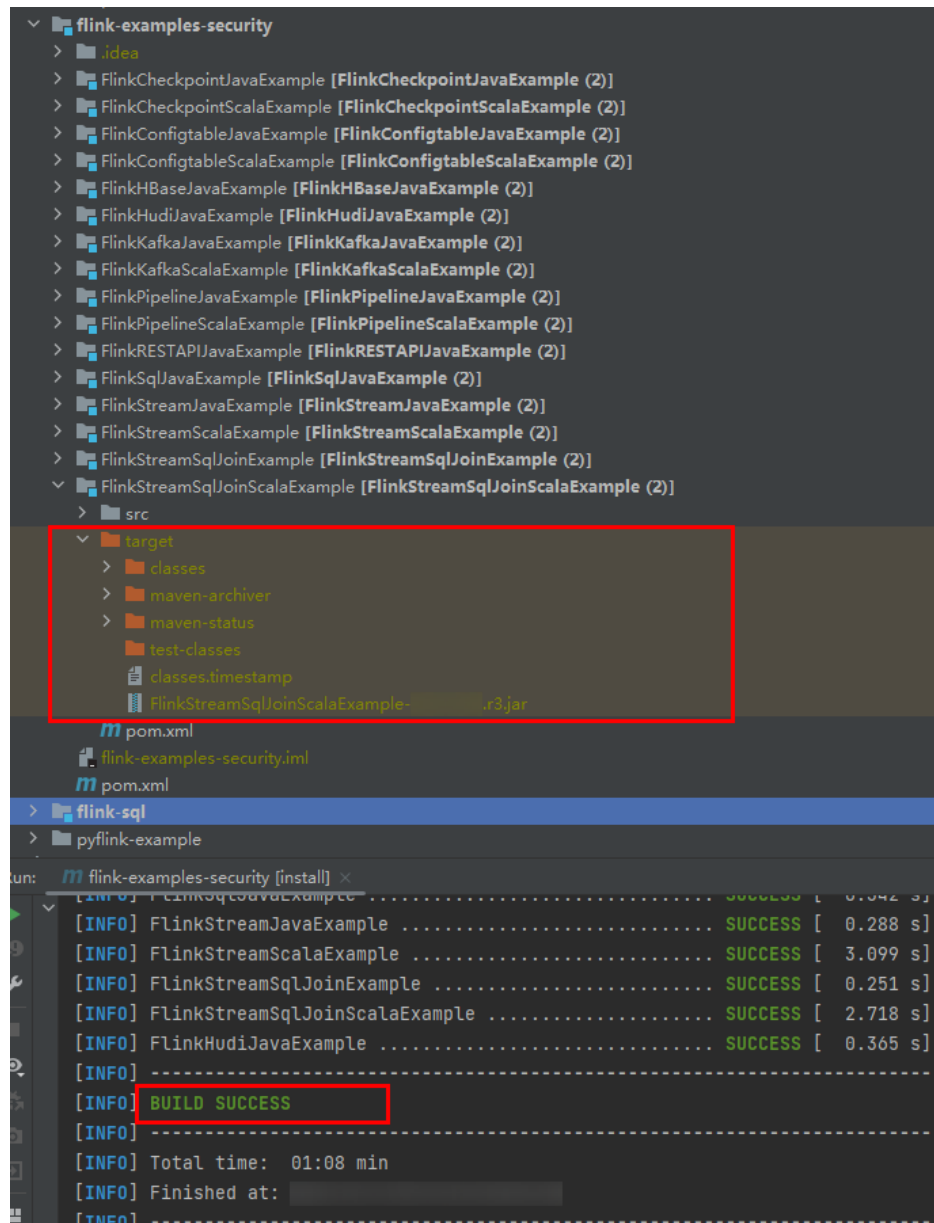 flink-examples-security
.idea
FlinkCheckpointJavaExample [FlinkCheckpointJavaExample (2)]
FlinkCheckpointScalaExample [FlinkCheckpointScalaExample (2)]
FlinkConfigtableJavaExample [FlinkConfigtableJavaExample (2)]
FlinkConfigtableScalaExample [FlinkConfigtableScalaExample (2)]
FlinkHBaseJavaExample [FlinkHBaseJavaExample (2)]
FlinkHudiJavaExample [FlinkHudiJavaExample (2)]
FlinkKafkaJavaExample [FlinkKafkaJavaExample (2)]
FlinkKafkaScalaExample [FlinkKafkaScalaExample (2)]
FlinkPipelineJavaExample [FlinkPipelineJavaExample (2)]
FlinkPipelineScalaExample [FlinkPipelineScalaExample (2)]
FlinkRESTAPIJavaExample [FlinkRESTAPIJavaExample (2)]
FlinkSqlJavaExample [FlinkSqlJavaExample (2)]
FlinkStreamJavaExample [FlinkStreamJavaExample (2)]
FlinkStreamScalaExample [FlinkStreamScalaExample (2)]
FlinkStreamSqlJoinExample [FlinkStreamSqlJoinExample (2)]
FlinkStreamSqlJoinScalaExample [FlinkStreamSqlJoinScalaExample (2)]
src
target
classes
maven-archiver
maven-status
test-classes
classes.timestamp
FlinkStreamSqlJoinScalaExample- .r3.jar
m pom.xml
flink-examples-security.iml
m pom.xml
flink-sql
pyflink-example
Run: m flink-examples-security [install] ×
[INFO] FlinkSqlJavaExample ................................ SUCCESS [ 0.342 s]
[INFO] FlinkStreamJavaExample ............................. SUCCESS [ 0.288 s]
[INFO] FlinkStreamScalaExample ............................ SUCCESS [ 3.099 s]
[INFO] FlinkStreamSqlJoinExample .......................... SUCCESS [ 0.251 s]
[INFO] FlinkStreamSqlJoinScalaExample ..................... SUCCESS [ 2.718 s]
[INFO] FlinkHudiJavaExample ............................... SUCCESS [ 0.365 s]
[INFO] ------------------------------------------------------------------------
[INFO] BUILD SUCCESS
[INFO] ------------------------------------------------------------------------
[INFO] Total time: 01:08 min
[INFO] Finished at:
[INFO] ------------------------------------------------------------------------